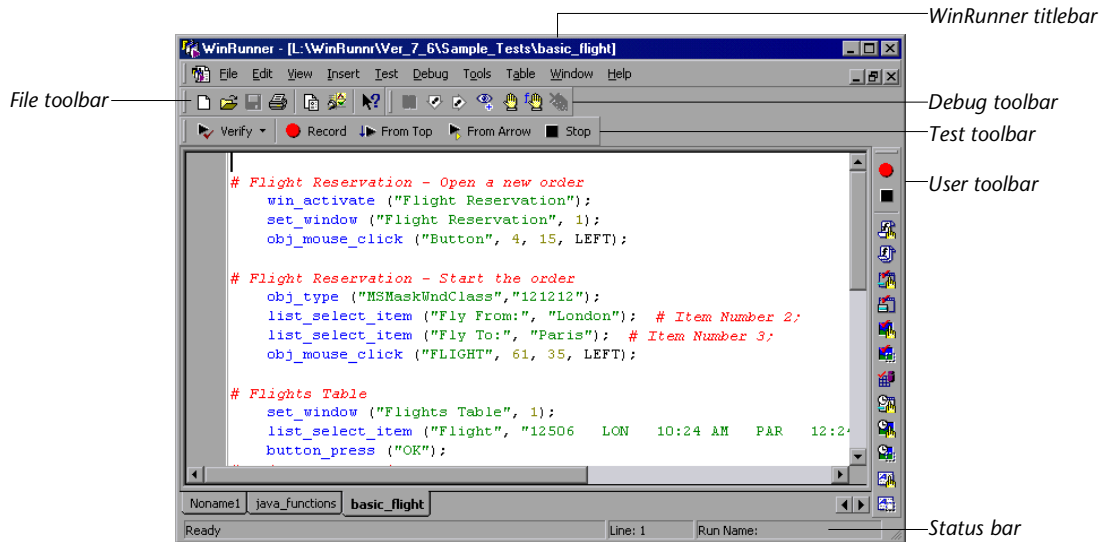 WinRunner titlebar
WinRunner - [L:\WinRunnr\Ver_7_6\Sample_Tests\basic_flight]
File Edit View Insert Test Debug Tools Table Window Help
File toolbar
Debug toolbar
Verify Record From Top From Arrow Stop
Test toolbar
User toolbar
# Flight Reservation - Open a new order
win_activate ("Flight Reservation");
set_window ("Flight Reservation", 1);
obj_mouse_click ("Button", 4, 15, LEFT);
# Flight Reservation - Start the order
obj_type ("MSMaskWndClass","121212");
list_select_item ("Fly From:", "London"); # Item Number 2;
list_select_item ("Fly To:", "Paris"); # Item Number 3;
obj_mouse_click ("FLIGHT", 61, 35, LEFT);
# Flights Table
set_window ("Flights Table", 1);
list_select_item ("Flight", "12506 LON 10:24 AM PAR 12:24
button_press ("OK");
Noname1 java_functions basic_flight
Ready Line: 1 Run Name:
Status bar